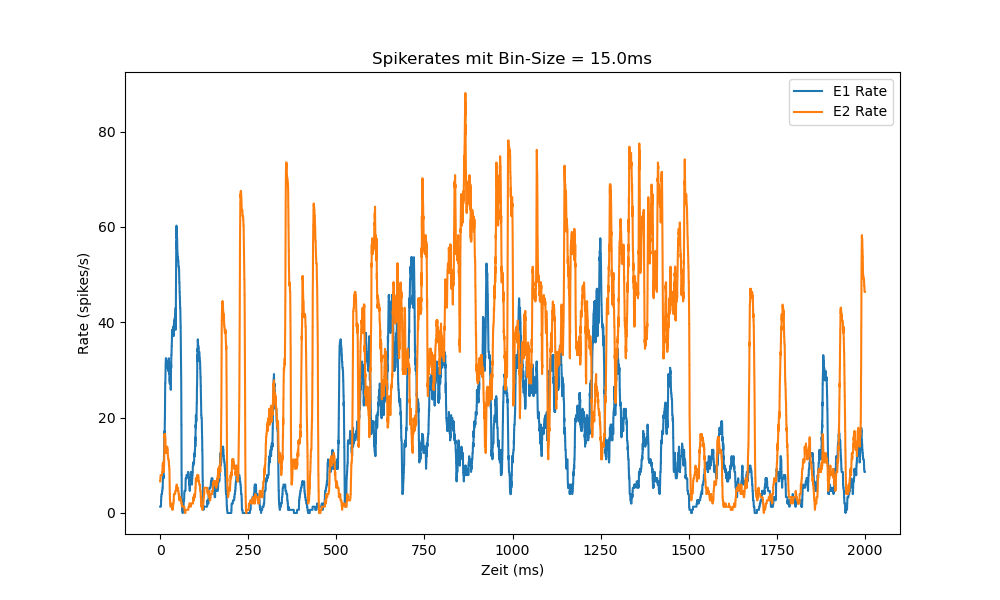 Spikerates mit Bin-Size = 15.0ms
E1 Rate
E2 Rate
Rate (spikes/s)
80
60
40
20
0
0 250 500 750 1000 1250 1500 1750 2000
Zeit (ms)